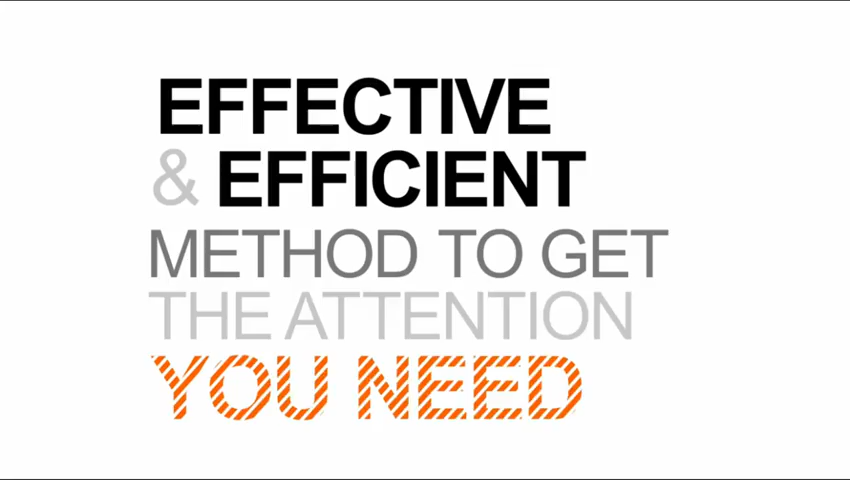 EFFECTIVE
& EFFICIENT
METHOD TO GET
THE ATTENTION
YOU NEED